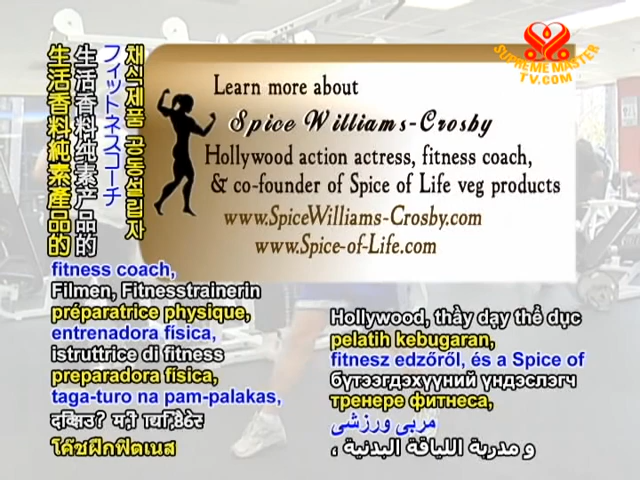 SUPREME MASTER
TV.COM
Learn more about
Spice Williams-Crosby
Hollywood action actress, fitness coach,
& co-founder of Spice of Life veg products
www.SpiceWilliams-Crosby.com
www.Spice-of-Life.com
생활香料純素產品的
生活香料纯素产品的
フィットネスコーチ
채식제품 공동설립자
fitness coach,
Filmen, Fitnesstrainerin
préparatrice physique,
entrenadora física,
istruttrice di fitness
preparadora física,
taga-turo na pam-palakas,
โค๊ชฝึกฟิตเนส
Hollywood, thầy dạy thể dục
pelatih kebugaran,
fitnesz edzőről, és a Spice of
бүтээгдэхүүний үндэслэгч
тренере фитнеса,
مربی ورزشی
و مدربة اللياقة البدنية ،